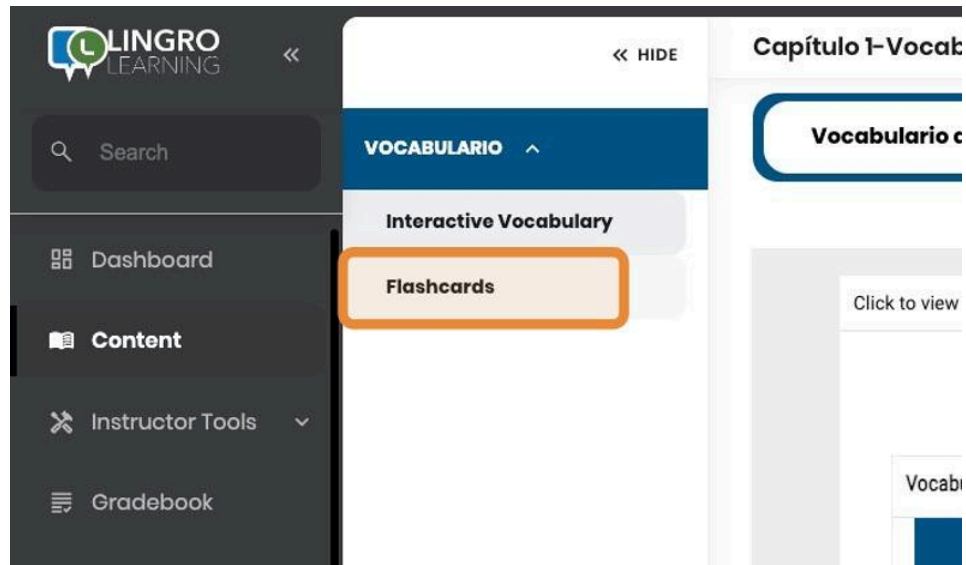 LINGRO
LEARNING
Search
Dashboard
Content
Instructor Tools
Gradebook
HIDE
VOCABULARIO
Interactive Vocabulary
Flashcards
Capítulo 1-Vocab
Vocabulario
Click to view
Vocab